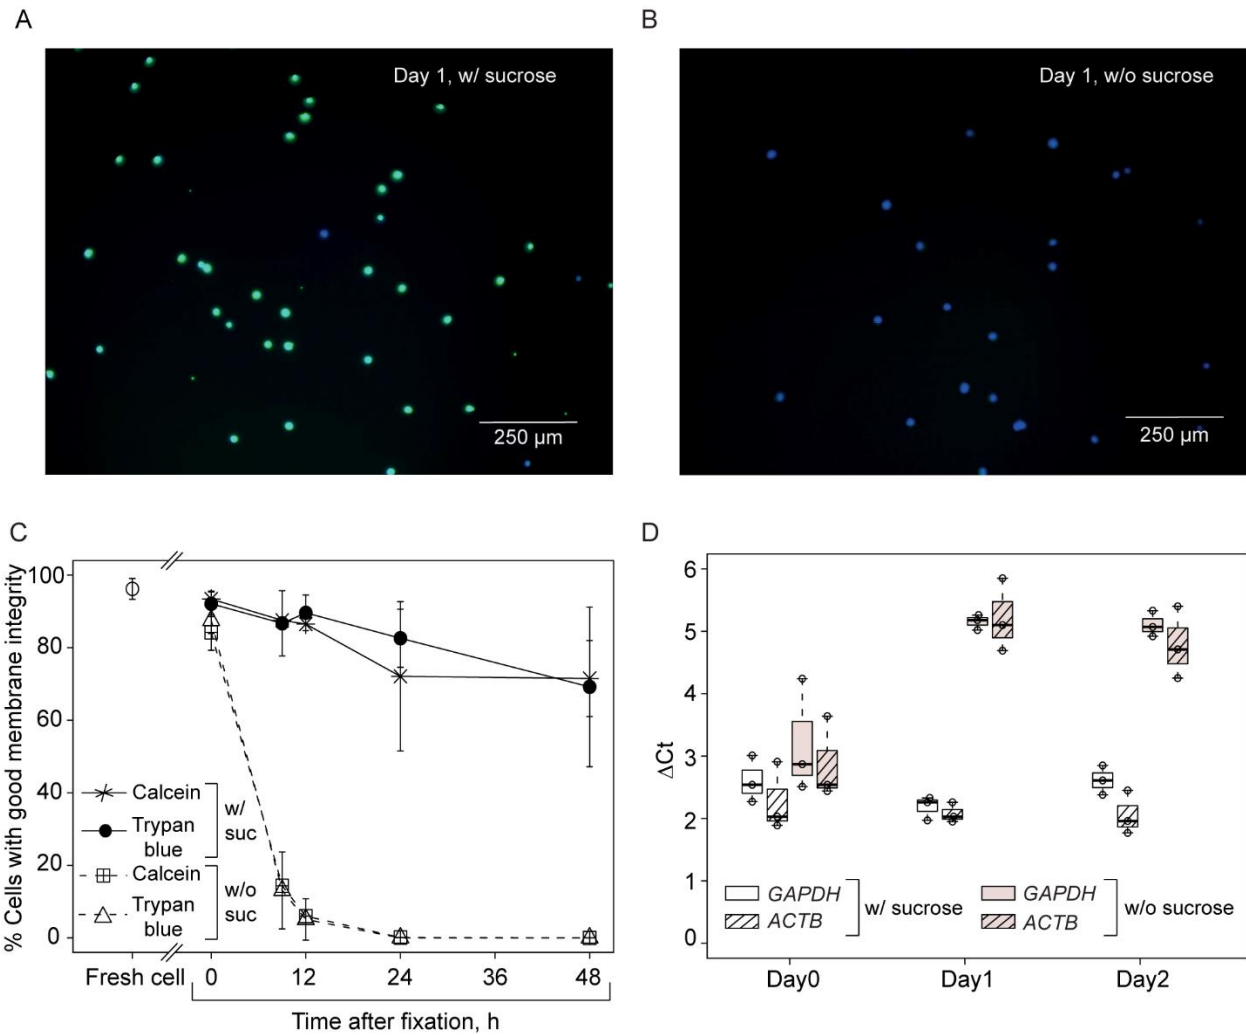 A
Day 1, w/ sucrose
250 µm
B
Day 1, w/o sucrose
250 µm
C
% Cells with good membrane integrity
100
80
60
40
20
0
Calcein
Trypan
blue
w/
suc
Calcein
Trypan
blue
w/o
suc
Fresh cell
0
12
24
36
48
Time after fixation, h
D
ΔCt
6
5
4
3
2
1
0
GAPDH
ACTB
w/ sucrose
GAPDH
ACTB
w/o sucrose
Day0
Day1
Day2